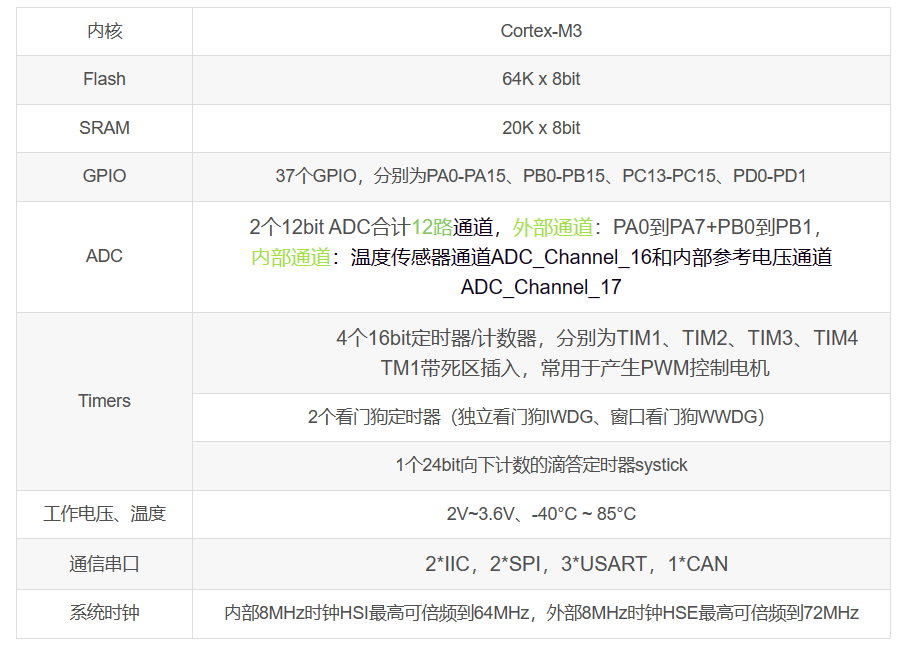 内核
Cortex-M3
Flash
64K x 8bit
SRAM
20K x 8bit
GPIO
37个GPIO，分别为PA0-PA15、PB0-PB15、PC13-PC15、PD0-PD1
ADC
2个12bit ADC合计12路通道，外部通道：PA0到PA7+PB0到PB1，
内部通道：温度传感器通道ADC_Channel_16和内部参考电压通道
ADC_Channel_17
Timers
4个16bit定时器/计数器，分别为TIM1、TIM2、TIM3、TIM4
TM1带死区插入，常用于产生PWM控制电机
2个看门狗定时器（独立看门狗IWDG、窗口看门狗WWDG）
1个24bit向下计数的滴答定时器systick
工作电压、温度
2V~3.6V、-40°C ~ 85°C
通信串口
2*IIC，2*SPI，3*USART，1*CAN
系统时钟
内部8MHz时钟HSI最高可倍频到64MHz，外部8MHz时钟HSE最高可倍频到72MHz